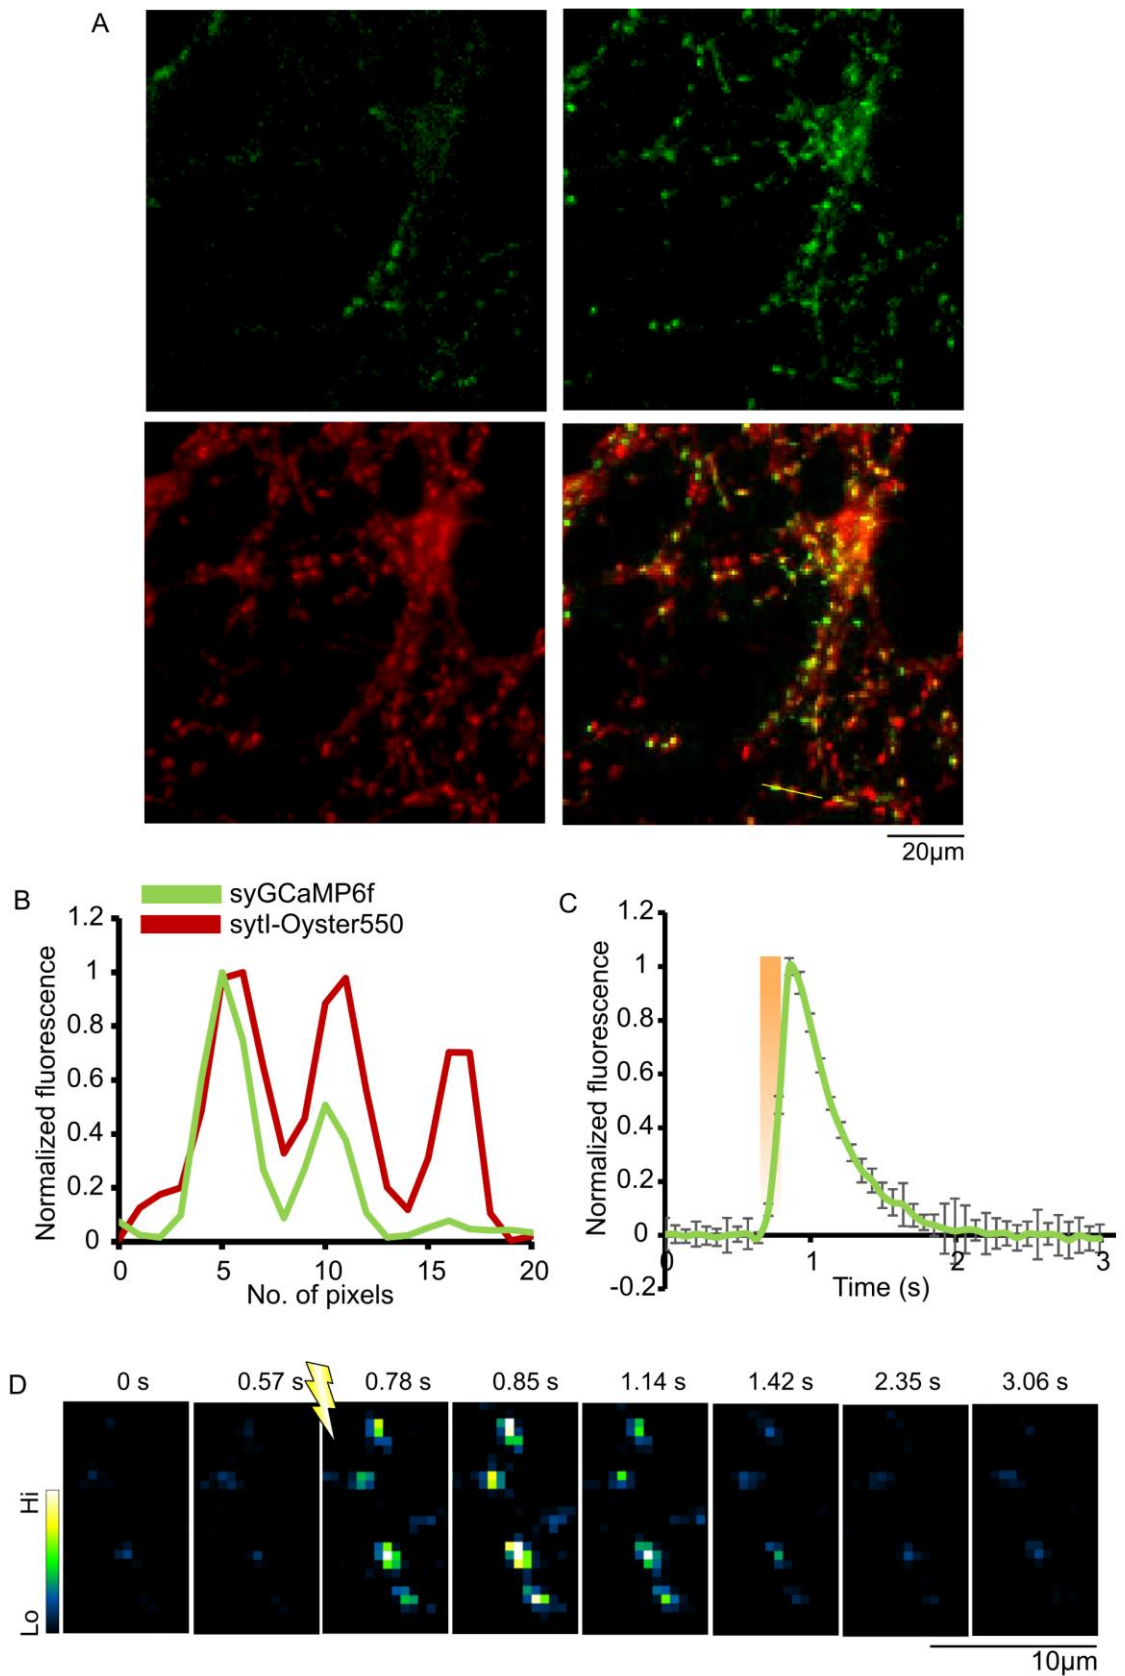 A
20µm
B
syGCaMP6f
sytI-Oyster550
1.2
1
0.8
0.6
0.4
0.2
0
Normalized fluorescence
0 5 10 15 20
No. of pixels
C
1.2
1
0.8
0.6
0.4
0.2
0
-0.2
Normalized fluorescence
0 1 2 3
Time (s)
D
0 s 0.57 s 0.78 s 0.85 s 1.14 s 1.42 s 2.35 s 3.06 s
Hi
Lo
10µm